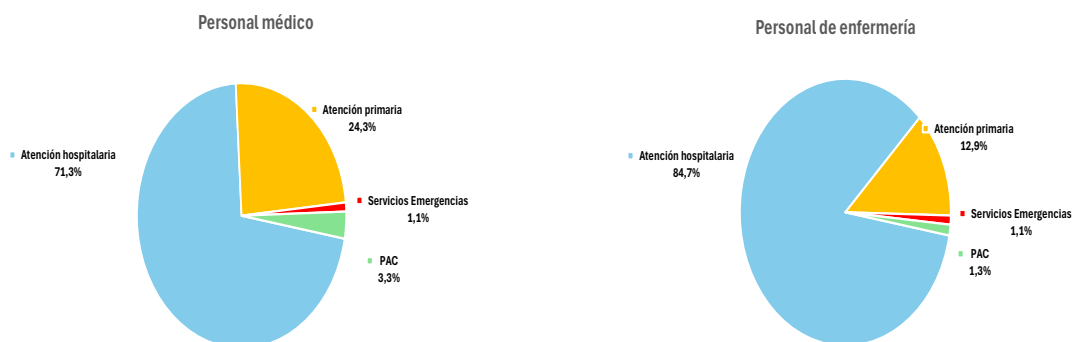 Personal médico
Atención primaria
24,3%
Atención hospitalaria
71,3%
Servicios Emergencias
1,1%
PAC
3,3%
Personal de enfermería
Atención primaria
12,9%
Atención hospitalaria
84,7%
Servicios Emergencias
1,1%
PAC
1,3%